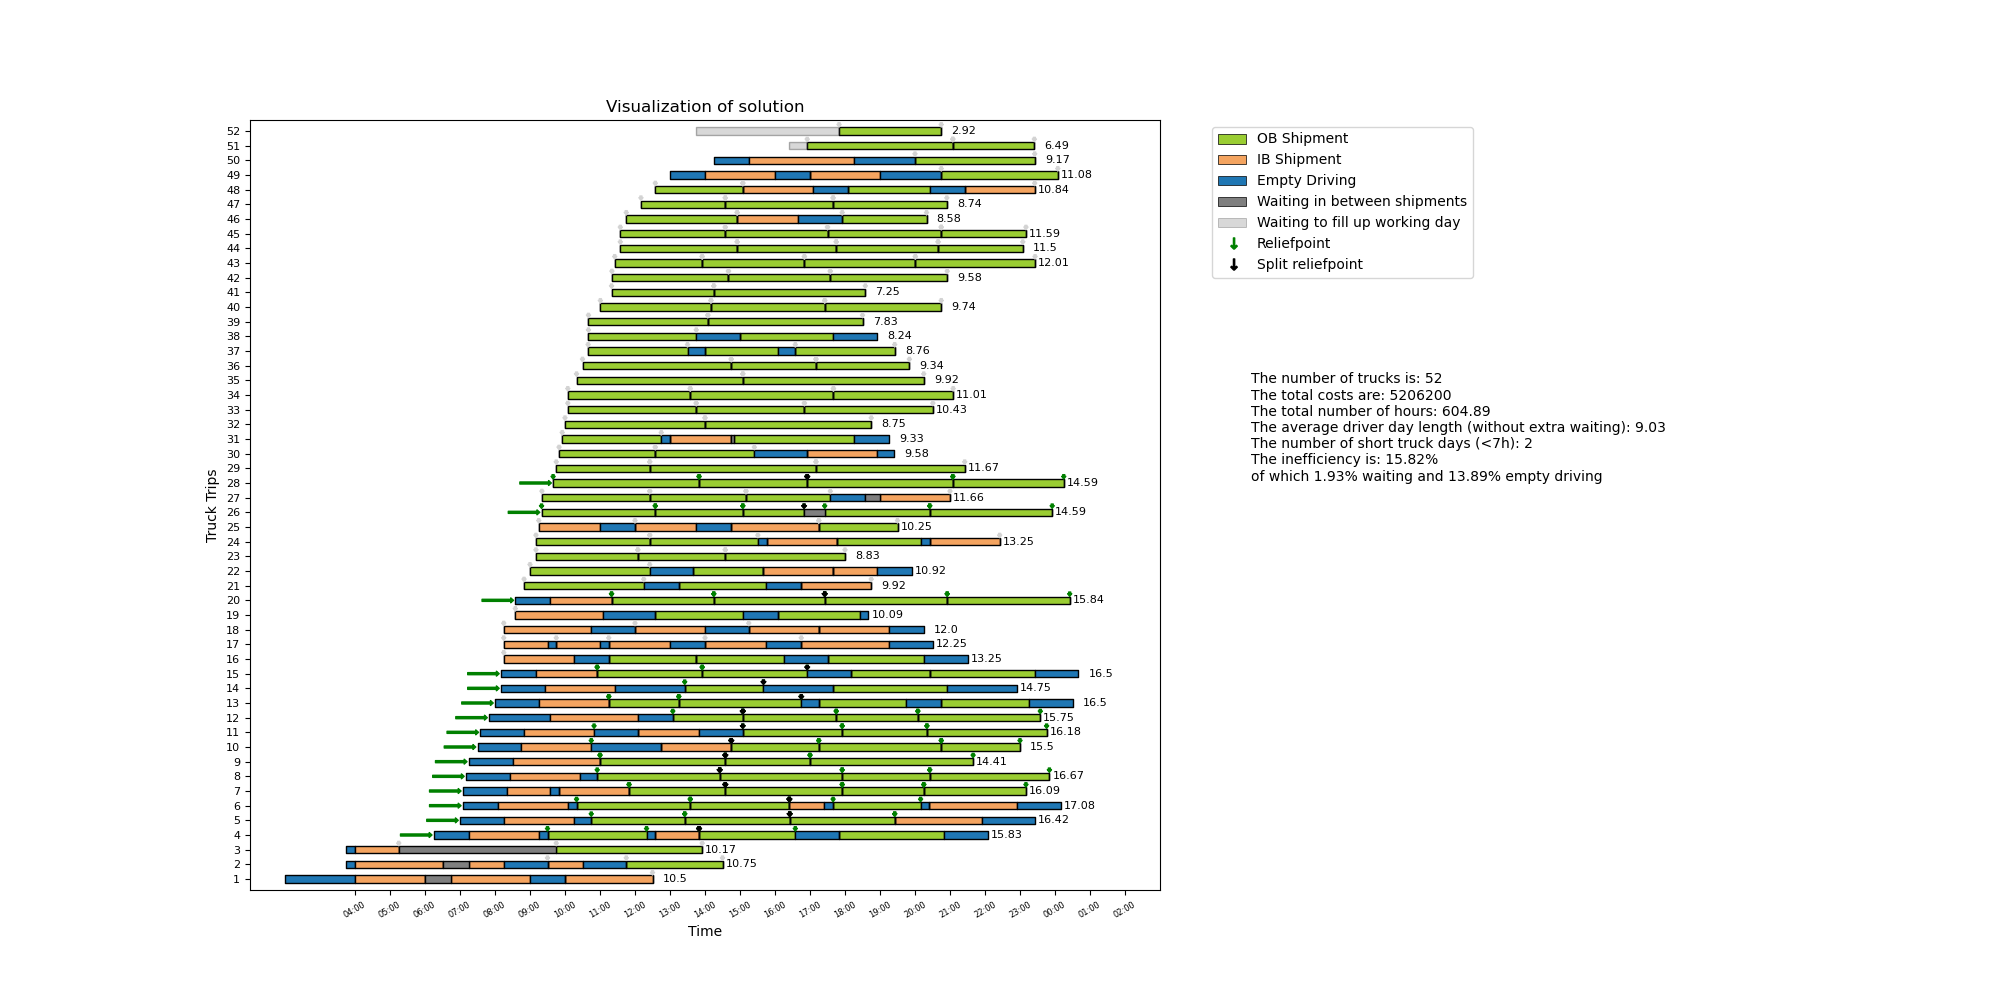 Visualization of solution
52 2.92
51 6.49
50 9.17
49 11.08
48 10.84
47 8.74
46 8.58
45 11.59
44 11.5
43 12.01
42 9.58
41 7.25
40 9.74
39 7.83
38 8.24
37 8.76
36 9.34
35 9.92
34 11.01
33 10.43
32 8.75
31 9.33
30 9.58
29 11.67
28 14.59
27 11.66
26 14.59
25 10.25
24 13.25
23 8.83
22 10.92
21 9.92
20 15.84
19 10.09
18 12.0
17 12.25
16 13.25
15 16.5
14 14.75
13 16.5
12 15.75
11 16.18
10 15.5
9 14.41
8 16.67
7 16.09
6 17.08
5 16.42
4 15.83
3 10.17
2 10.75
1 10.5
Truck Trips
04:00 05:00 06:00 07:00 08:00 09:00 10:00 11:00 12:00 13:00 14:00 15:00 16:00 17:00 18:00 19:00 20:00 21:00 22:00 23:00 00:00 01:00 02:00
Time
OB Shipment
IB Shipment
Empty Driving
Waiting in between shipments
Waiting to fill up working day
Reliefpoint
Split reliefpoint
The number of trucks is: 52
The total costs are: 5206200
The total number of hours: 604.89
The average driver day length (without extra waiting): 9.03
The number of short truck days (<7h): 2
The inefficiency is: 15.82%
of which 1.93% waiting and 13.89% empty driving